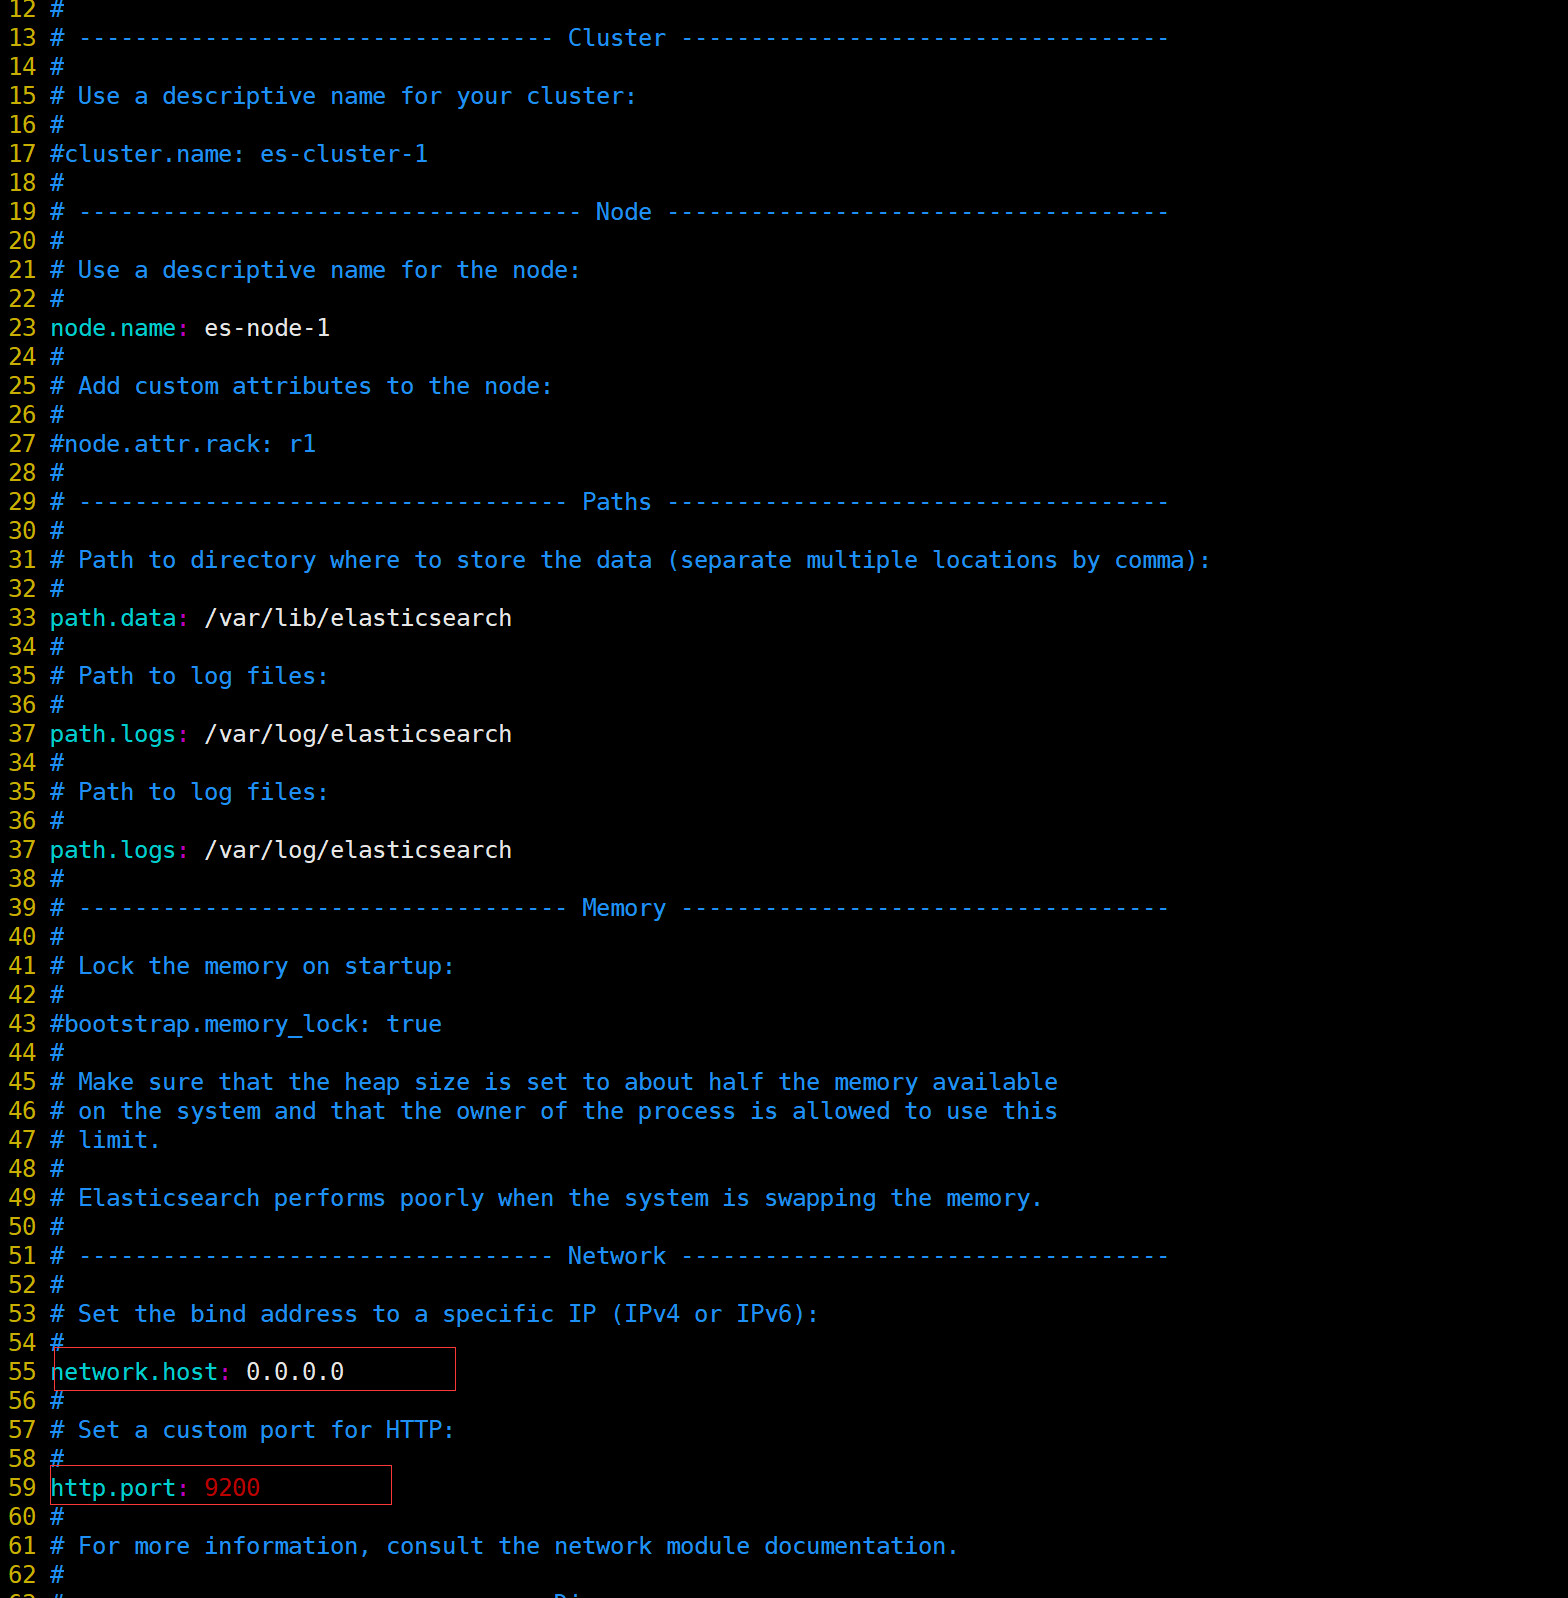 12 #
13 # ---------------------------------- Cluster -----------------------------------
14 #
15 # Use a descriptive name for your cluster:
16 #
17 #cluster.name: es-cluster-1
18 #
19 # ------------------------------------ Node ------------------------------------
20 #
21 # Use a descriptive name for the node:
22 #
23 node.name: es-node-1
24 #
25 # Add custom attributes to the node:
26 #
27 #node.attr.rack: r1
28 #
29 # ----------------------------------- Paths ------------------------------------
30 #
31 # Path to directory where to store the data (separate multiple locations by comma):
32 #
33 path.data: /var/lib/elasticsearch
34 #
35 # Path to log files:
36 #
37 path.logs: /var/log/elasticsearch
34 #
35 # Path to log files:
36 #
37 path.logs: /var/log/elasticsearch
38 #
39 # ----------------------------------- Memory -----------------------------------
40 #
41 # Lock the memory on startup:
42 #
43 #bootstrap.memory_lock: true
44 #
45 # Make sure that the heap size is set to about half the memory available
46 # on the system and that the owner of the process is allowed to use this
47 # limit.
48 #
49 # Elasticsearch performs poorly when the system is swapping the memory.
50 #
51 # ---------------------------------- Network -----------------------------------
52 #
53 # Set the bind address to a specific IP (IPv4 or IPv6):
54 #
55 network.host: 0.0.0.0
56 #
57 # Set a custom port for HTTP:
58 #
59 http.port: 9200
60 #
61 # For more information, consult the network module documentation.
62 #